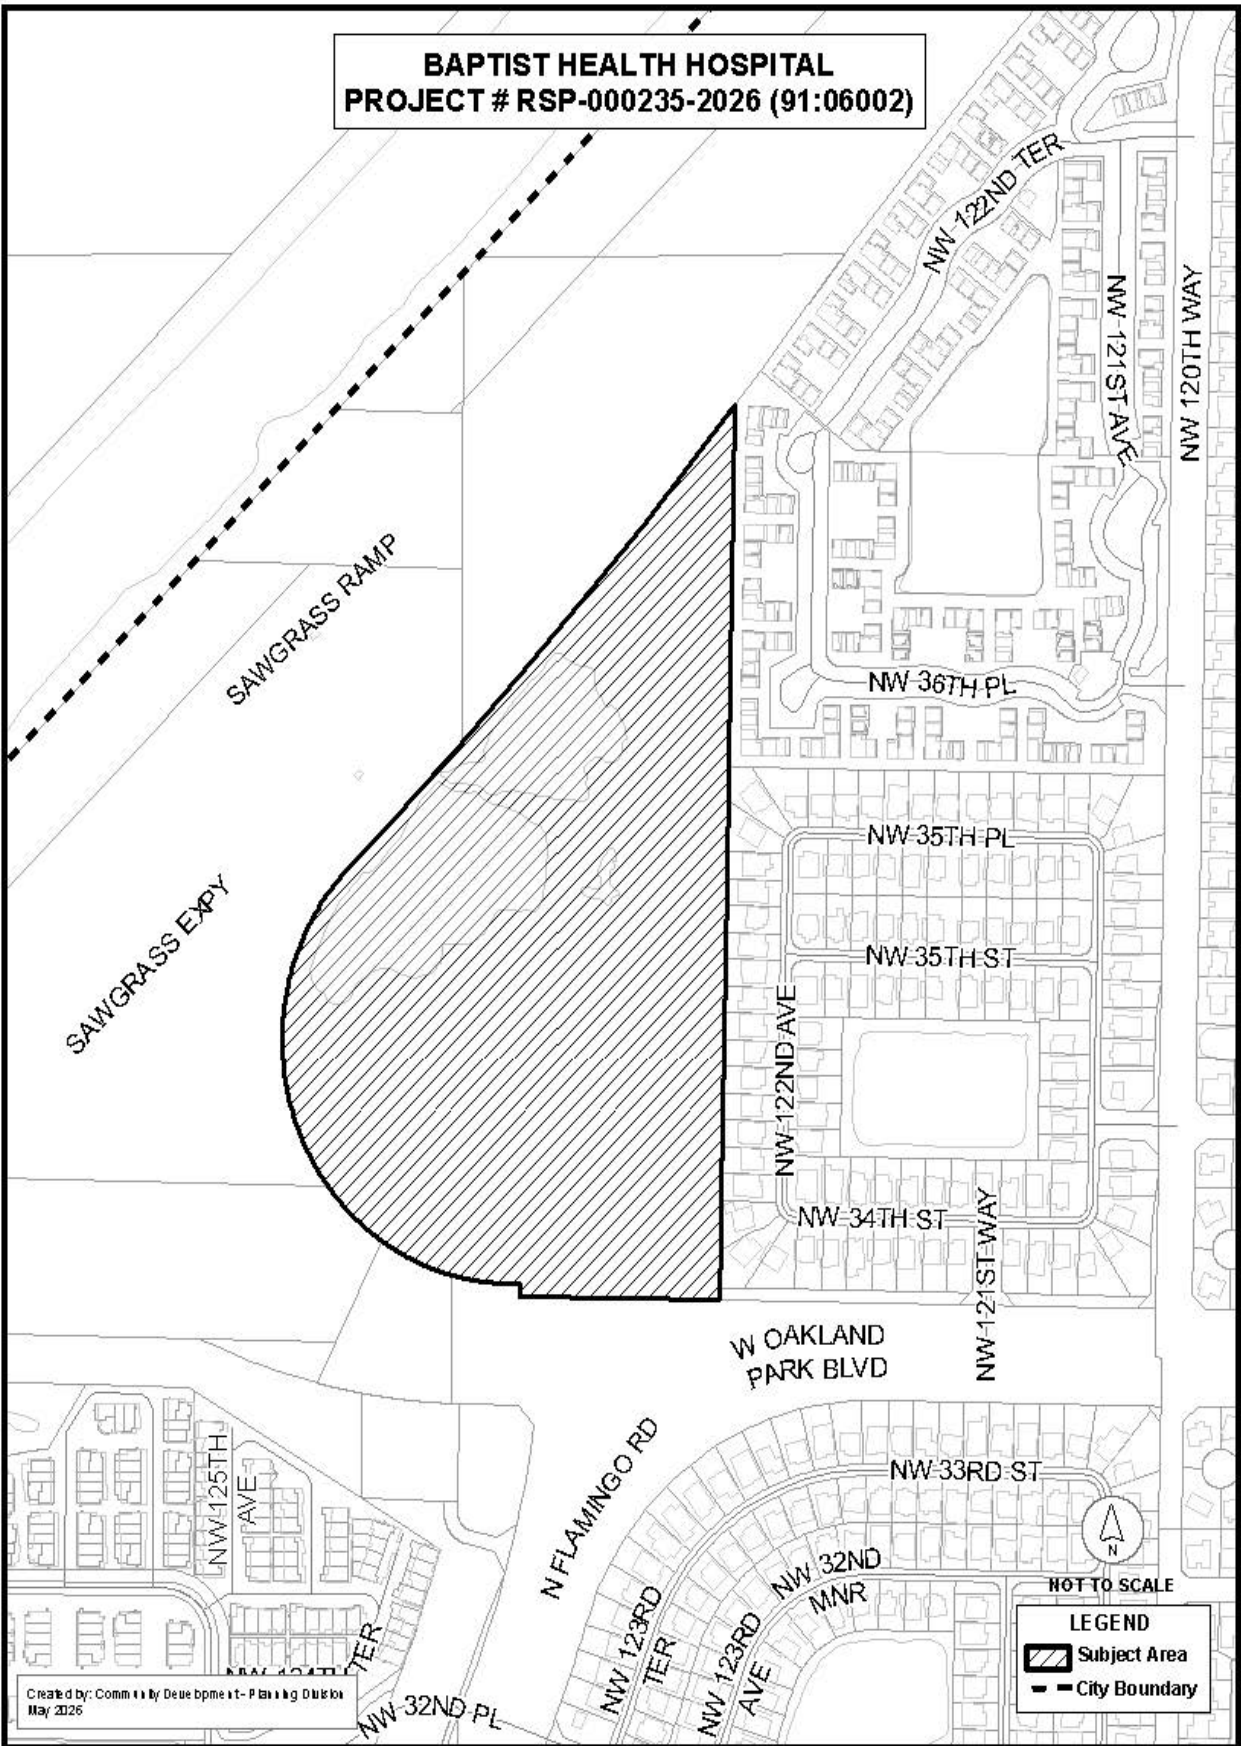 BAPTIST HEALTH HOSPITAL
PROJECT # RSP-000235-2026 (91:06002)
NW 122ND TER
NW 121ST AVE
NW 120TH WAY
SAWGRASS RAMP
NW 36TH PL
NW 35TH PL
SAWGRASS EXPY
NW 35TH ST
NW 122ND AVE
NW 34TH ST
NW 121ST WAY
W OAKLAND
PARK BLVD
N FLAMINGO RD
NW 125TH
AVE
NW 33RD ST
NW 32ND
MNR
NW 123RD
TER
NW 123RD
AVE
NW 124TH
TER
NW 32ND PL
N
NOT TO SCALE
LEGEND
Subject Area
City Boundary
Created by: Community Development - Planning Division
May 2026